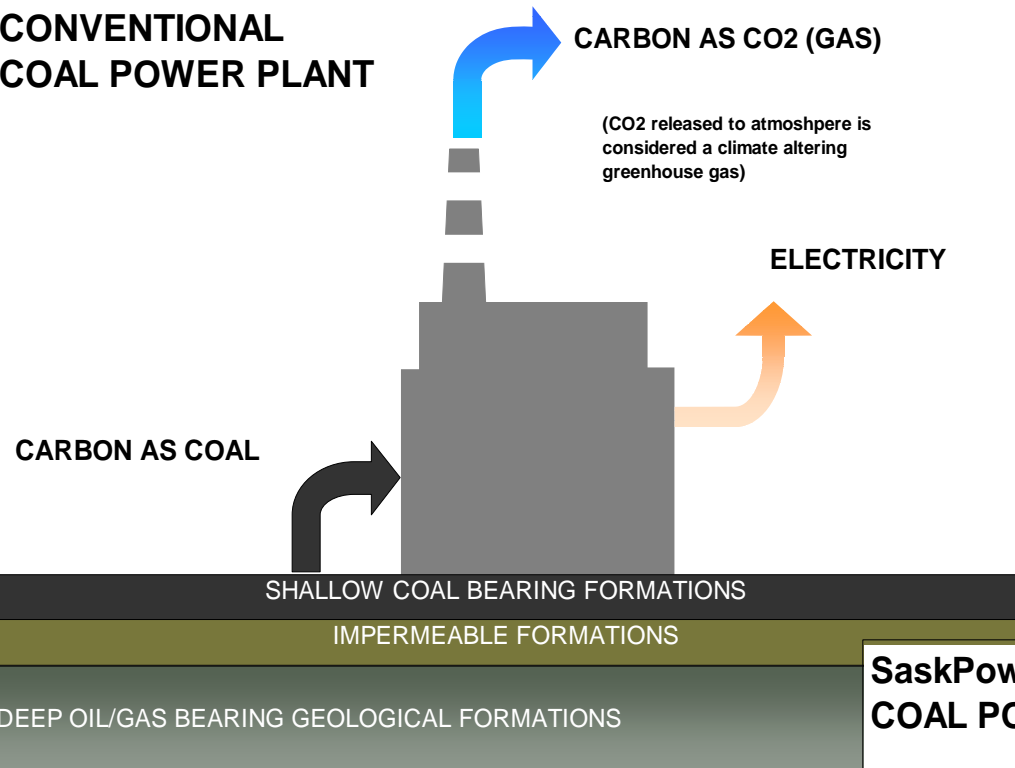 CONVENTIONAL
COAL POWER PLANT
CARBON AS CO2 (GAS)
(CO2 released to atmoshpere is
considered a climate altering
greenhouse gas)
ELECTRICITY
CARBON AS COAL
SHALLOW COAL BEARING FORMATIONS
IMPERMEABLE FORMATIONS
DEEP OIL/GAS BEARING GEOLOGICAL FORMATIONS
COAL